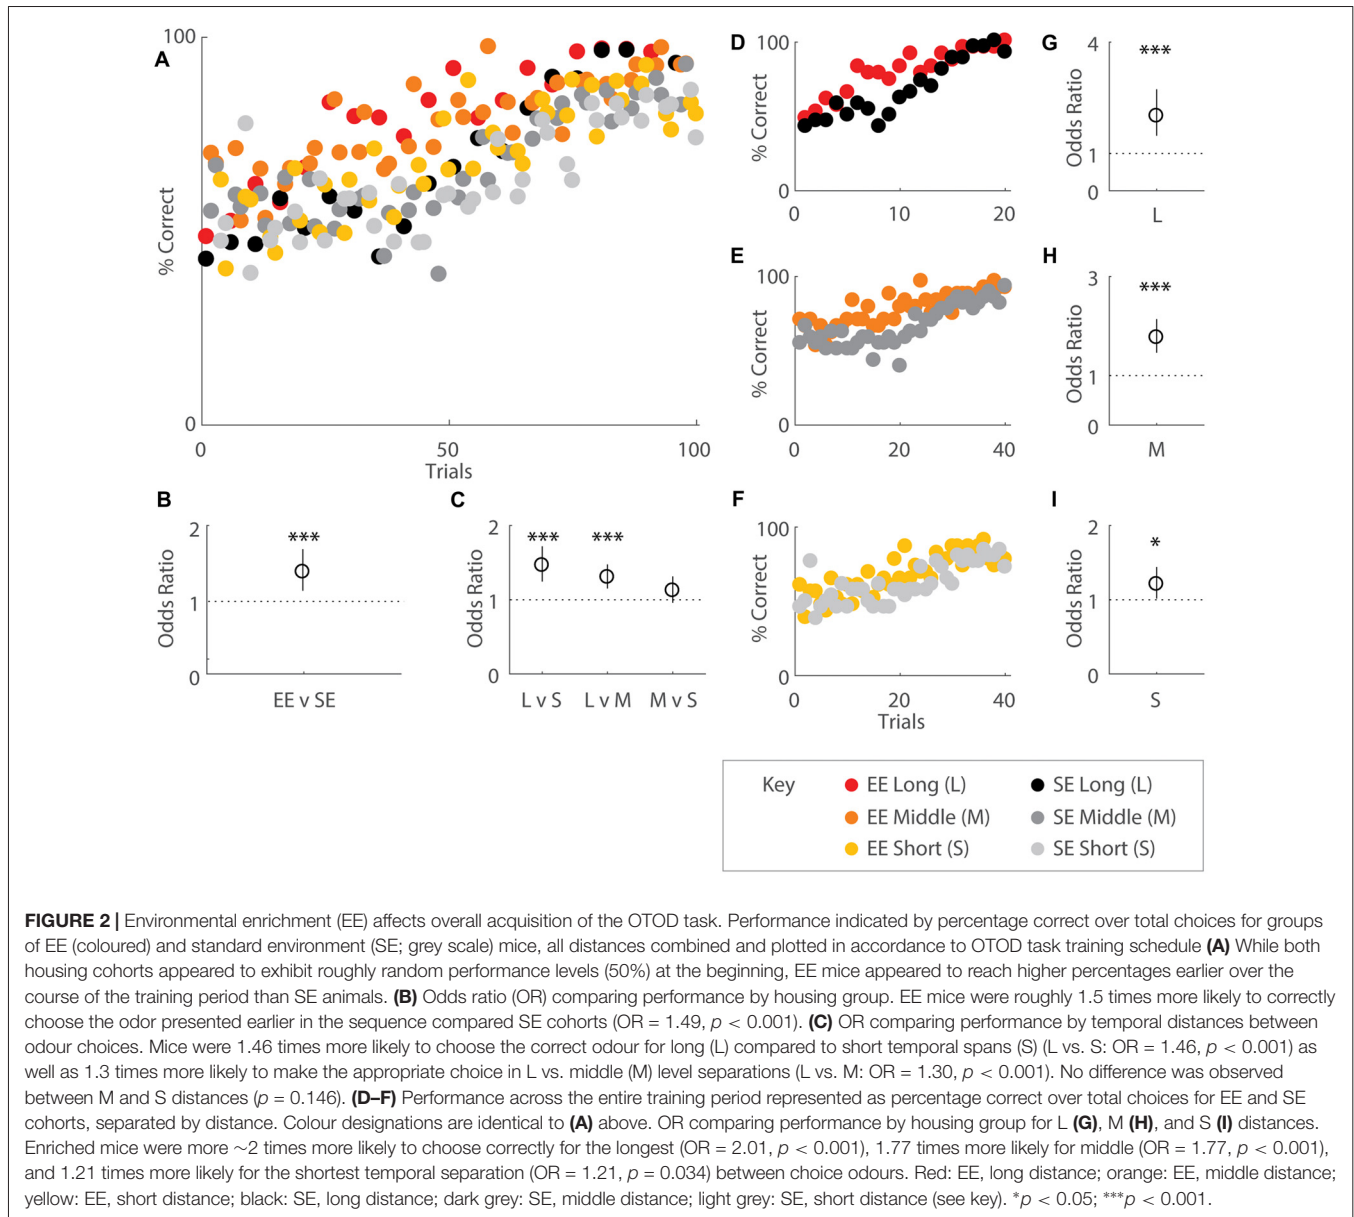 A
100
% Correct
0
0
50
100
Trials
B
2
***
Odds Ratio
1
0
EE v SE
C
2
***
***
Odds Ratio
1
0
L v S
L v M
M v S
D
100
% Correct
0
0
10
20
E
100
% Correct
0
0
20
40
F
100
% Correct
0
0
20
40
Trials
G
4
***
Odds Ratio
1
0
L
H
3
***
Odds Ratio
1
0
M
I
2
*
Odds Ratio
1
0
S
Key
EE Long (L)
SE Long (L)
EE Middle (M)
SE Middle (M)
EE Short (S)
SE Short (S)
FIGURE 2 | Environmental enrichment (EE) affects overall acquisition of the OTOD task. Performance indicated by percentage correct over total choices for groups
of EE (coloured) and standard environment (SE; grey scale) mice, all distances combined and plotted in accordance to OTOD task training schedule (A) While both
housing cohorts appeared to exhibit roughly random performance levels (50%) at the beginning, EE mice appeared to reach higher percentages earlier over the
course of the training period than SE animals. (B) Odds ratio (OR) comparing performance by housing group. EE mice were roughly 1.5 times more likely to correctly
choose the odor presented earlier in the sequence compared SE cohorts (OR = 1.49, p < 0.001). (C) OR comparing performance by temporal distances between
odour choices. Mice were 1.46 times more likely to choose the correct odour for long (L) compared to short temporal spans (S) (L vs. S: OR = 1.46, p < 0.001) as
well as 1.3 times more likely to make the appropriate choice in L vs. middle (M) level separations (L vs. M: OR = 1.30, p < 0.001). No difference was observed
between M and S distances (p = 0.146). (D–F) Performance across the entire training period represented as percentage correct over total choices for EE and SE
cohorts, separated by distance. Colour designations are identical to (A) above. OR comparing performance by housing group for L (G), M (H), and S (I) distances.
Enriched mice were more ~2 times more likely to choose correctly for the longest (OR = 2.01, p < 0.001), 1.77 times more likely for middle (OR = 1.77, p < 0.001),
and 1.21 times more likely for the shortest temporal separation (OR = 1.21, p = 0.034) between choice odours. Red: EE, long distance; orange: EE, middle distance;
yellow: EE, short distance; black: SE, long distance; dark grey: SE, middle distance; light grey: SE, short distance (see key). *p < 0.05; ***p < 0.001.